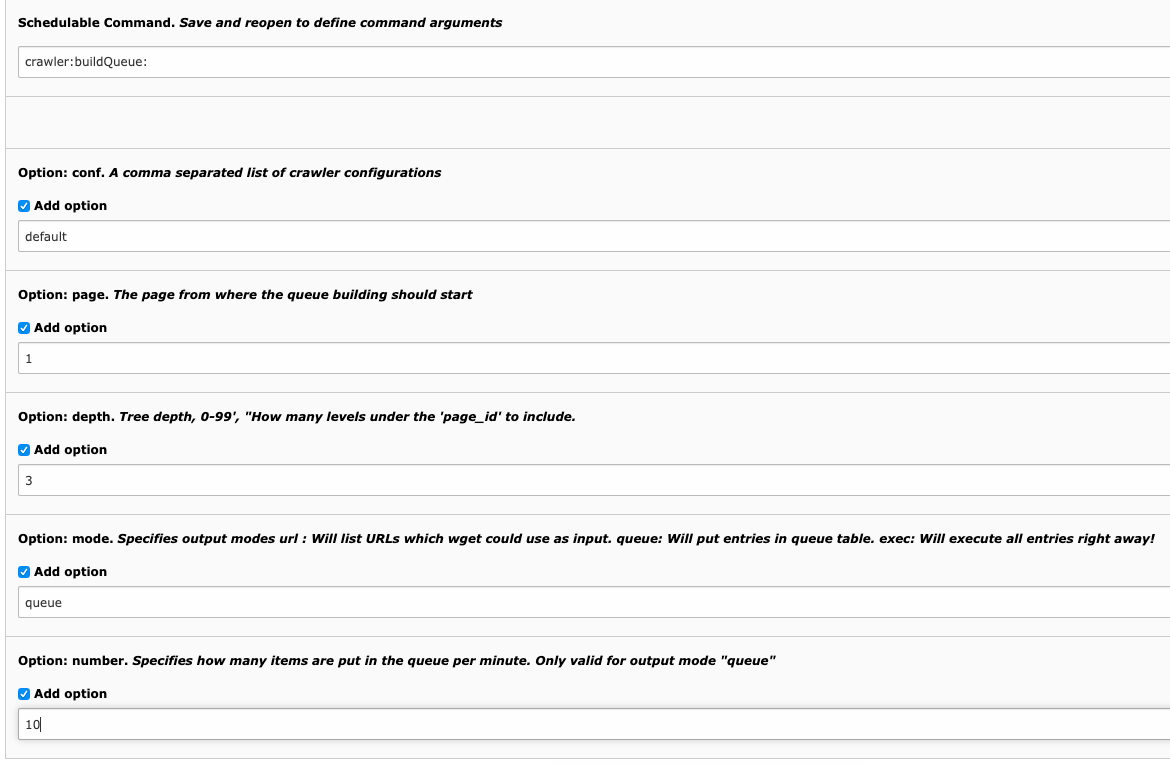 Schedulable Command. Save and reopen to define command arguments
crawler:buildQueue:
Option: conf. A comma separated list of crawler configurations
Add option
default
Option: page. The page from where the queue building should start
Add option
1
Option: depth. Tree depth, 0-99', "How many levels under the 'page_id' to include.
Add option
3
Option: mode. Specifies output modes url : Will list URLs which wget could use as input. queue: Will put entries in queue table. exec: Will execute all entries right away!
Add option
queue
Option: number. Specifies how many items are put in the queue per minute. Only valid for output mode "queue"
Add option
10